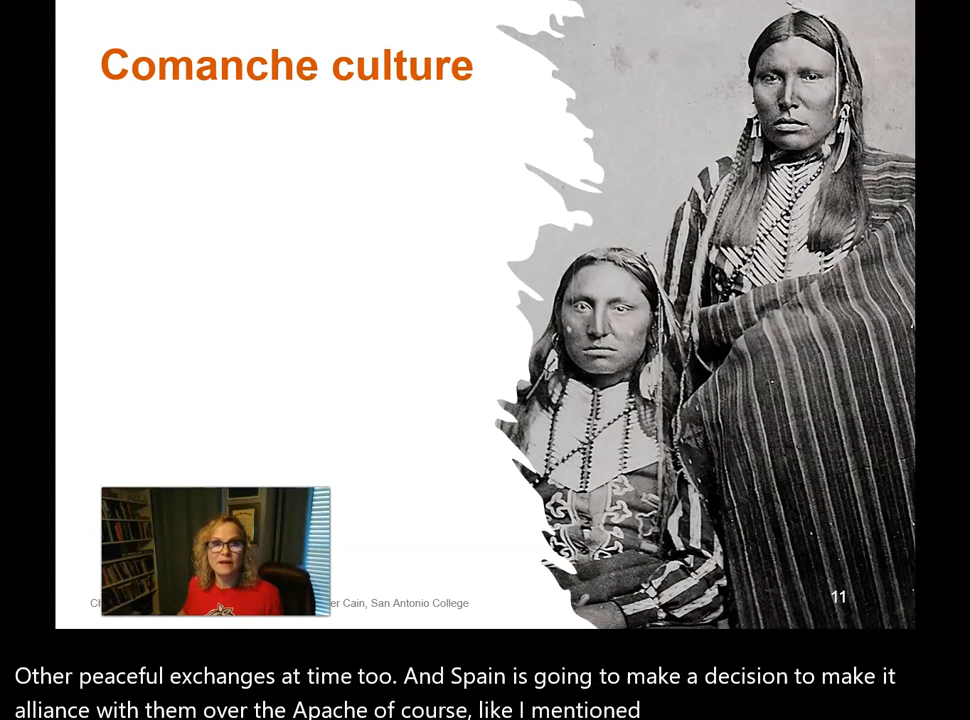 Comanche culture
er Cain, San Antonio College
11
Other peaceful exchanges at time too. And Spain is going to make a decision to make it
alliance with them over the Apache of course, like I mentioned